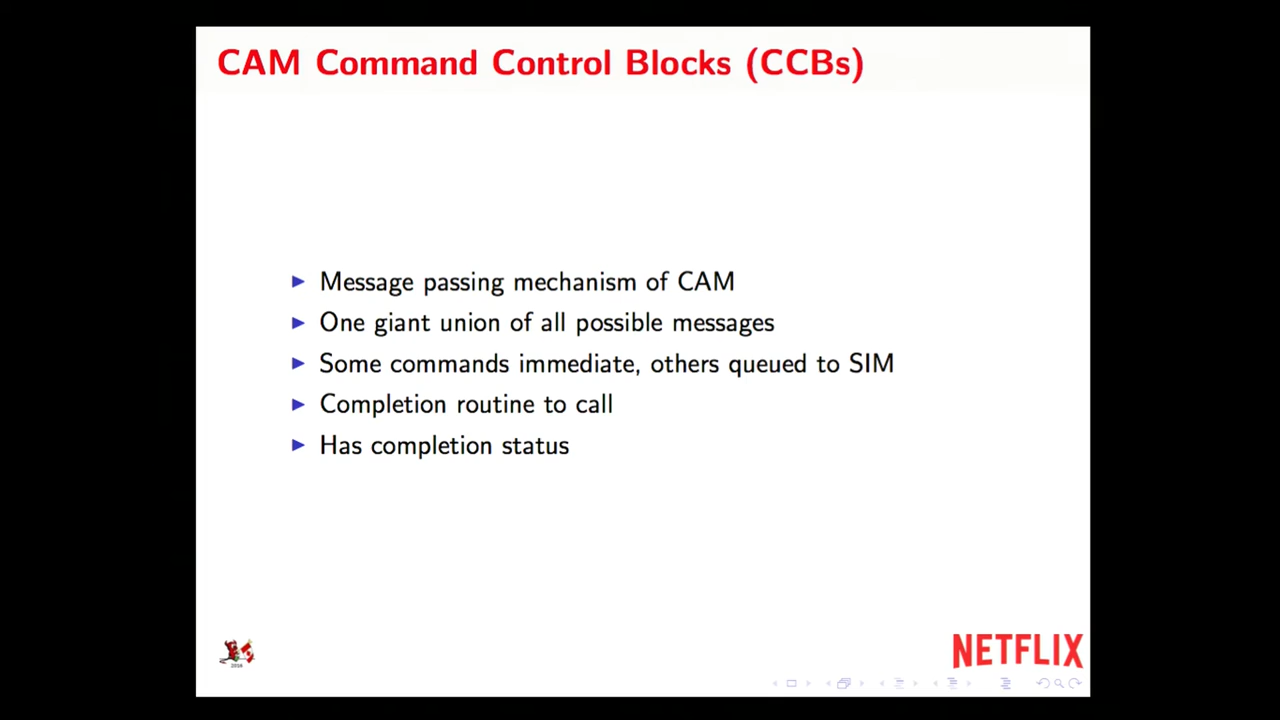 CAM Command Control Blocks (CCBs)
Message passing mechanism of CAM
One giant union of all possible messages
Some commands immediate, others queued to SIM
Completion routine to call
Has completion status
2016
NETFLIX